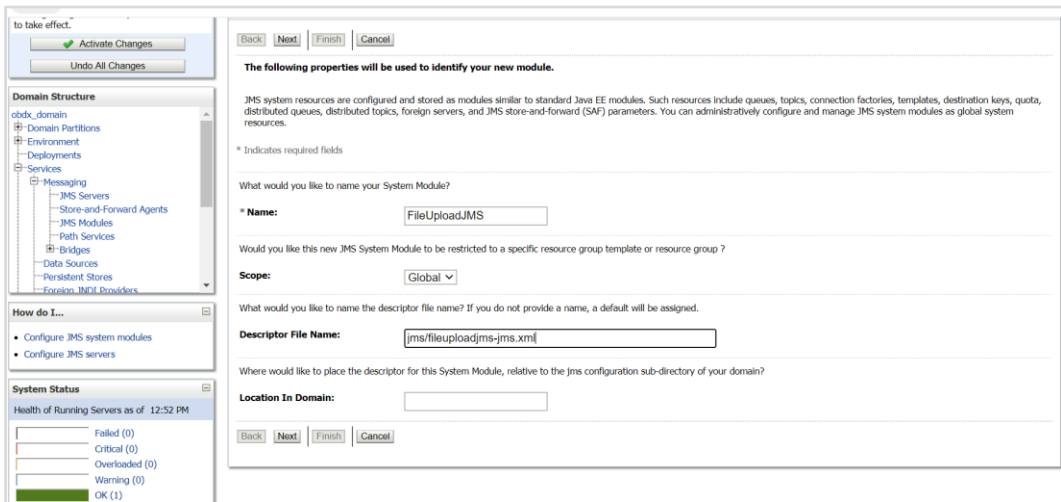 to take effect.
Activate Changes
Undo All Changes
Domain Structure
obdx_domain
Domain Partitions
Environment
Deployments
Services
Messaging
JMS Servers
Store-and-Forward Agents
JMS Modules
Path Services
Bridges
Data Sources
Persistent Stores
Foreign JNDI Providers
How do I...
Configure JMS system modules
Configure JMS servers
System Status
Health of Running Servers as of 12:52 PM
Failed (0)
Critical (0)
Overloaded (0)
Warning (0)
OK (1)
Back Next Finish Cancel
The following properties will be used to identify your new module.
JMS system resources are configured and stored as modules similar to standard Java EE modules. Such resources include queues, topics, connection factories, templates, destination keys, quota,
distributed queues, distributed topics, foreign servers, and JMS store-and-forward (SAF) parameters. You can administratively configure and manage JMS system modules as global system
resources.
* Indicates required fields
What would you like to name your System Module?
* Name: FileUploadJMS
Would you like this new JMS System Module to be restricted to a specific resource group template or resource group ?
Scope: Global
What would you like to name the descriptor file name? If you do not provide a name, a default will be assigned.
Descriptor File Name: jms/fileuploadjms-jms.xml
Where would like to place the descriptor for this System Module, relative to the jms configuration sub-directory of your domain?
Location In Domain:
Back Next Finish Cancel